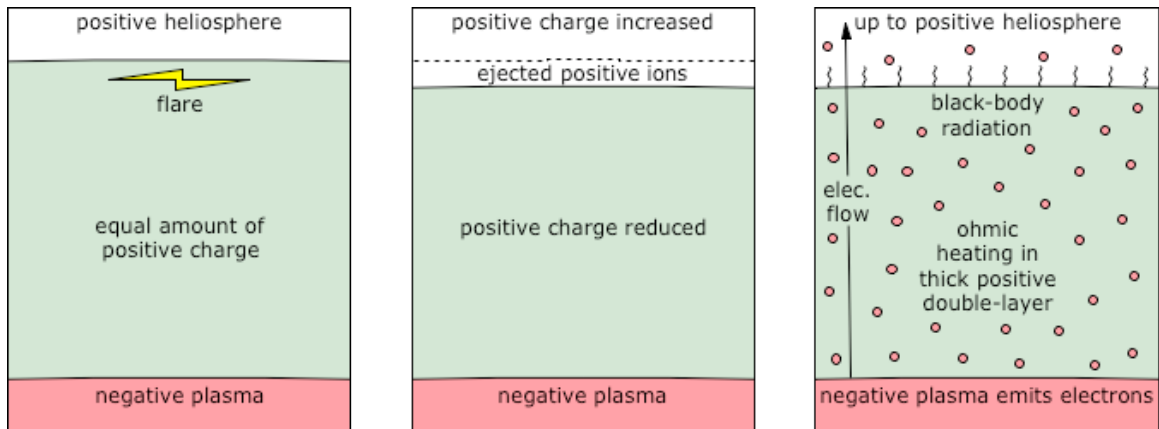 positive heliosphere
flare
equal amount of
positive charge
negative plasma
positive charge increased
ejected positive ions
positive charge reduced
negative plasma
up to positive heliosphere
black-body
radiation
elec.
flow
ohmic
heating in
thick positive
double-layer
negative plasma emits electrons